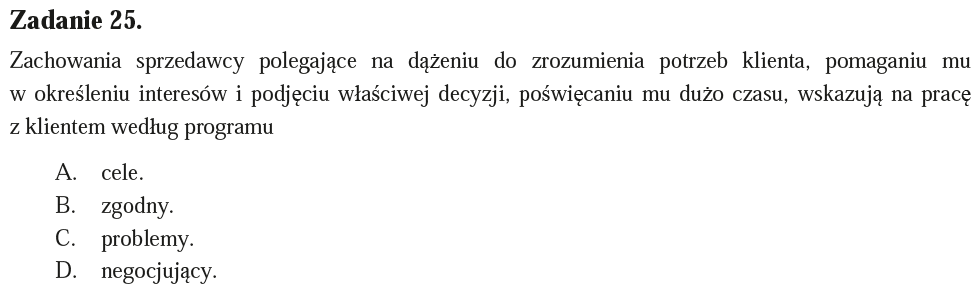 Zadanie 25.
Zachowania sprzedawcy polegające na dążeniu do zrozumienia potrzeb klienta, pomaganiu mu
w określeniu interesów i podjęciu właściwej decyzji, poświęcaniu mu dużo czasu, wskazują na pracę
z klientem według programu
A. cele.
B. zgodny.
C. problemy.
D. negocjujący.